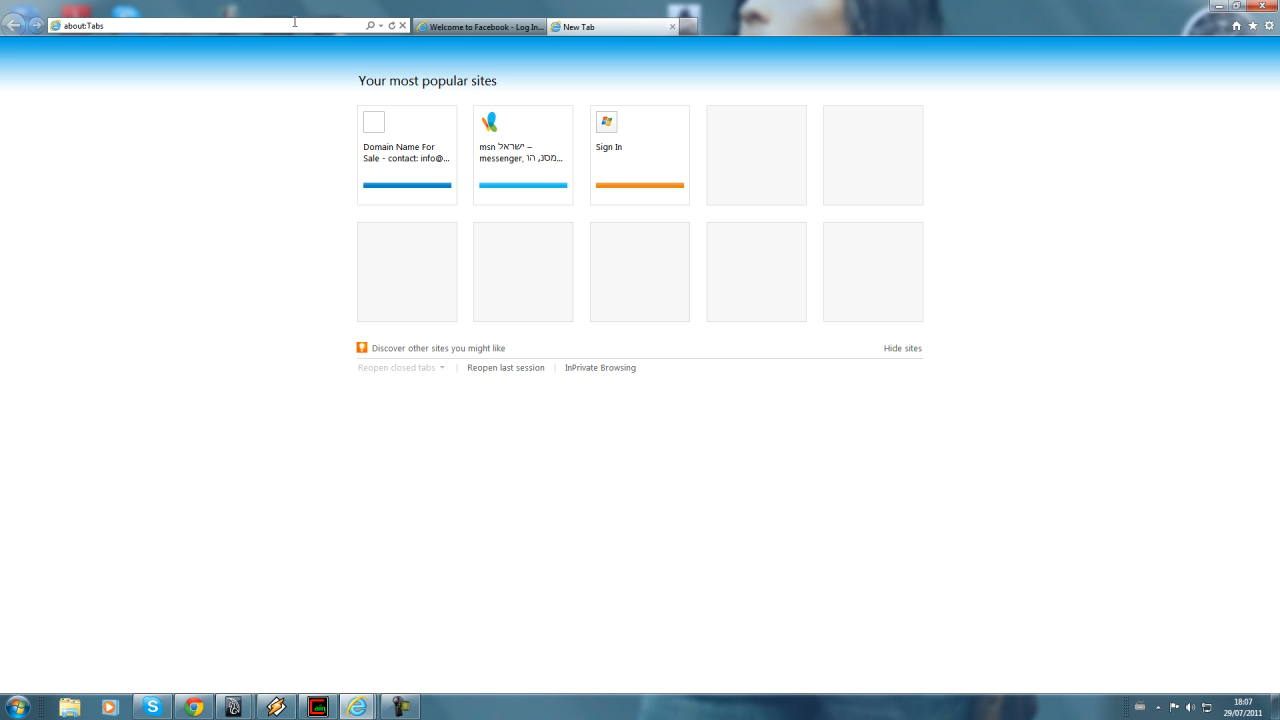 about:Tabs
Welcome to Facebook - Log In...
New Tab
Your most popular sites
Domain Name For
Sale - contact: info@...
msn ישראל –
messenger, מסנ, הו...
Sign In
Discover other sites you might like
Hide sites
Reopen closed tabs
Reopen last session
InPrivate Browsing
18:07
29/07/2011